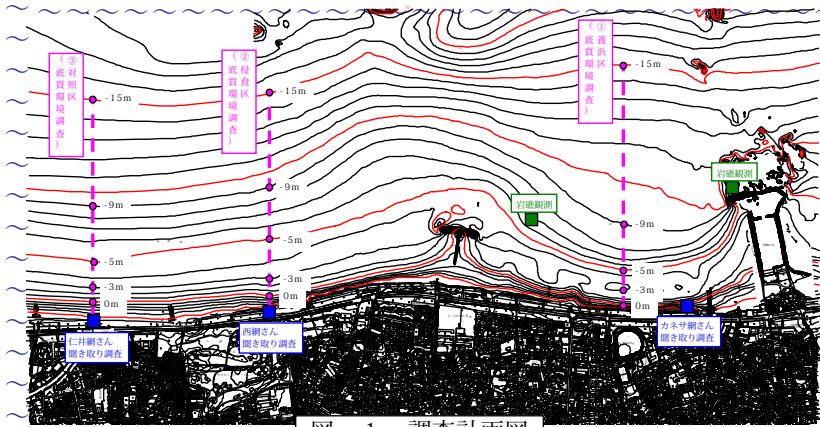 ③対照区
（底質環境調査）
②侵食区
（底質環境調査）
①養浜区
（底質環境調査）
-15m
-9m
-5m
-3m
0m
-15m
-9m
-5m
-3m
0m
-15m
-9m
-5m
-3m
0m
岩礁観測
岩礁観測
仁井網さん
聞き取り調査
西網さん
聞き取り調査
カネサ網さん
聞き取り調査
図 1 調査計画図